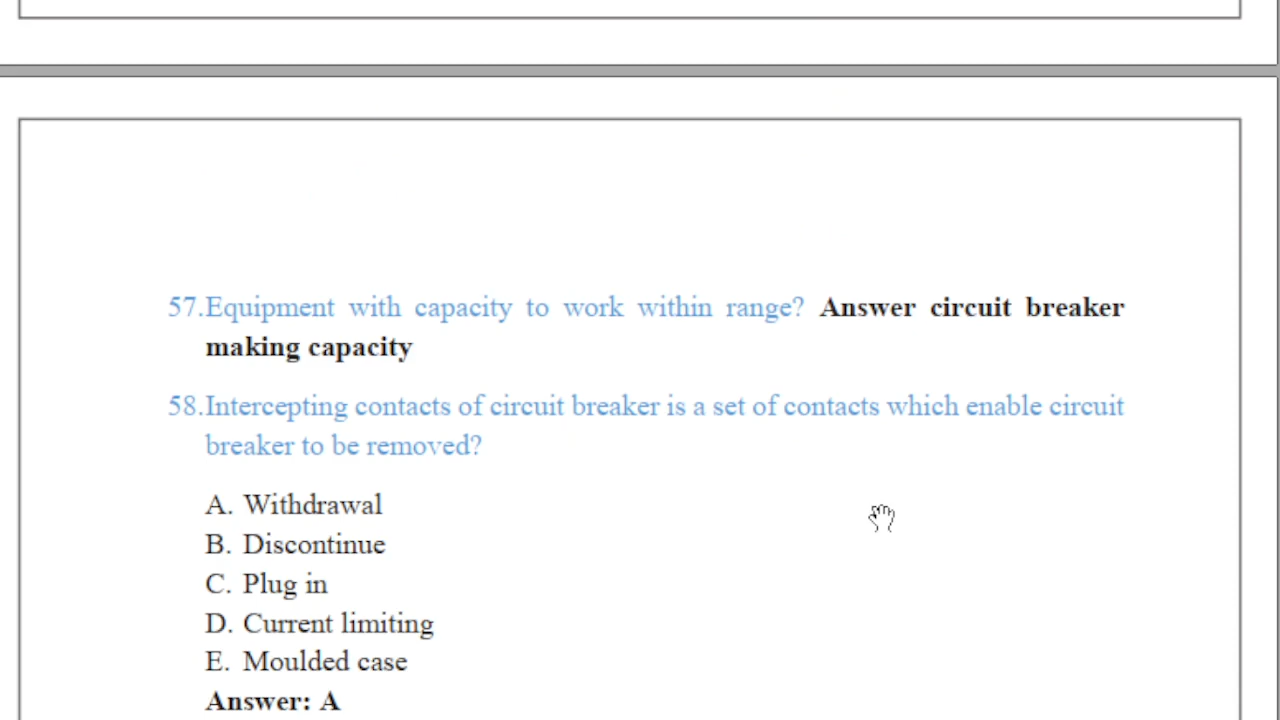 57.Equipment with capacity to work within range? Answer circuit breaker
making capacity
58.Intercepting contacts of circuit breaker is a set of contacts which enable circuit
breaker to be removed?
A. Withdrawal
B. Discontinue
C. Plug in
D. Current limiting
E. Moulded case
Answer: A